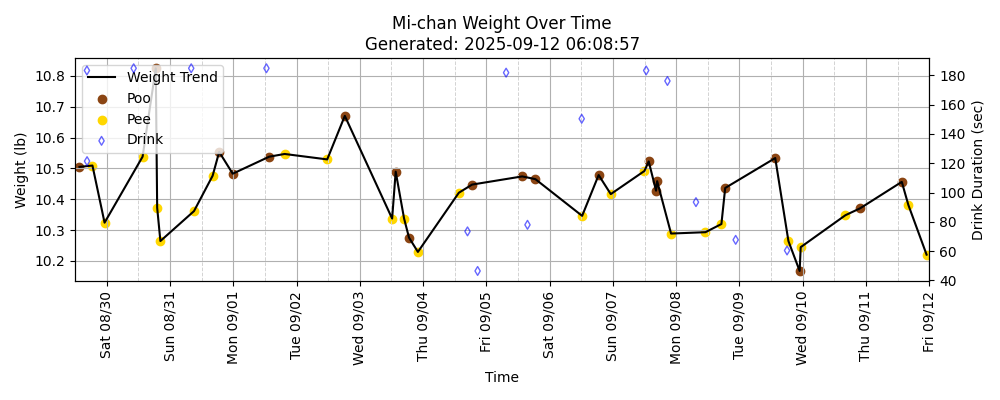 Mi-chan Weight Over Time
Generated: 2025-09-12 06:08:57
Weight (lb)
10.8
10.7
10.6
10.5
10.4
10.3
10.2
Weight Trend
Poo
Pee
Drink
180
160
140
120
100
80
60
40
Drink Duration (sec)
Sat 08/30
Sun 08/31
Mon 09/01
Tue 09/02
Wed 09/03
Thu 09/04
Fri 09/05
Sat 09/06
Sun 09/07
Mon 09/08
Tue 09/09
Wed 09/10
Thu 09/11
Fri 09/12
Time